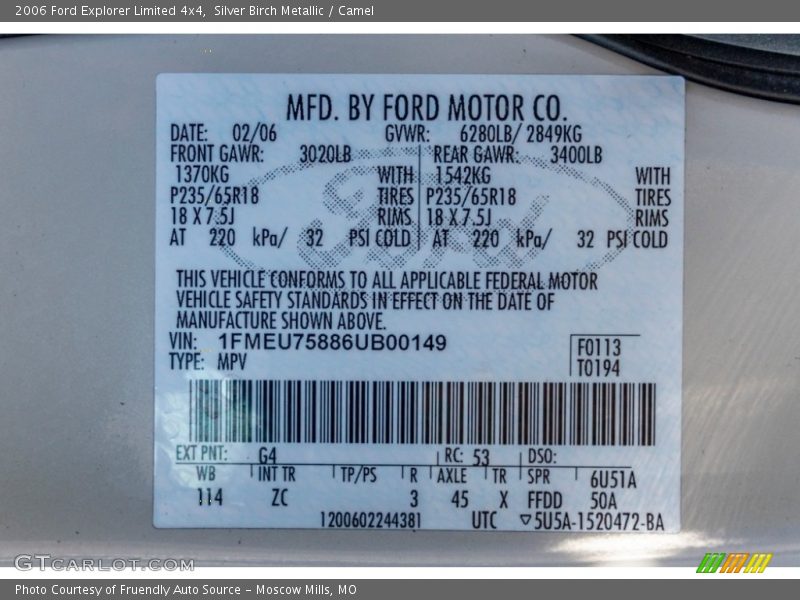 2006 Ford Explorer Limited 4x4, Silver Birch Metallic / Camel
MFD. BY FORD MOTOR CO.
DATE: 02/06 GVWR: 6280LB/ 2849KG
FRONT GAWR: 3020LB REAR GAWR: 3400LB
1370KG WITH 1542KG WITH
P235/65R18 TIRES P235/65R18 TIRES
18 X 7.5J RIMS 18 X 7.5J RIMS
AT 220 kPa/ 32 PSI COLD AT 220 kPa/ 32 PSI COLD
Ford
THIS VEHICLE CONFORMS TO ALL APPLICABLE FEDERAL MOTOR
VEHICLE SAFETY STANDARDS IN EFFECT ON THE DATE OF
MANUFACTURE SHOWN ABOVE.
VIN: 1FMEU75886UB00149 F0113
TYPE: MPV T0194
EXT PNT: G4 RC: 53 DSO:
WB INT TR TP/PS R AXLE TR SPR 6U51A
114 ZC 3 45 X FFDD 50A
1200602244381 UTC ▽5U5A-1520472-BA
GTCARLOT.COM
Photo Courtesy of Fruendly Auto Source – Moscow Mills, MO